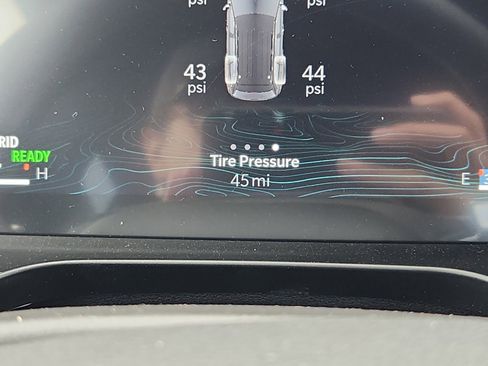 psi psi
43 44
psi psi
RID
READY
H
Tire Pressure
45mi
E